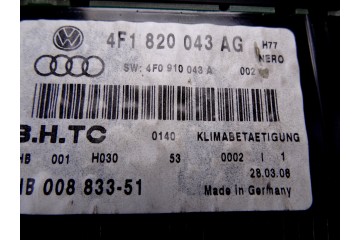 4F1 820 043 AG H77
NERO
SW: 4F0 910 043 A 002
B.H.TC 0140 KLIMABETAETIGUNG
HB 001 H030 53 0002 I 1
28.03.08
HB 008 833-51 Made in Germany